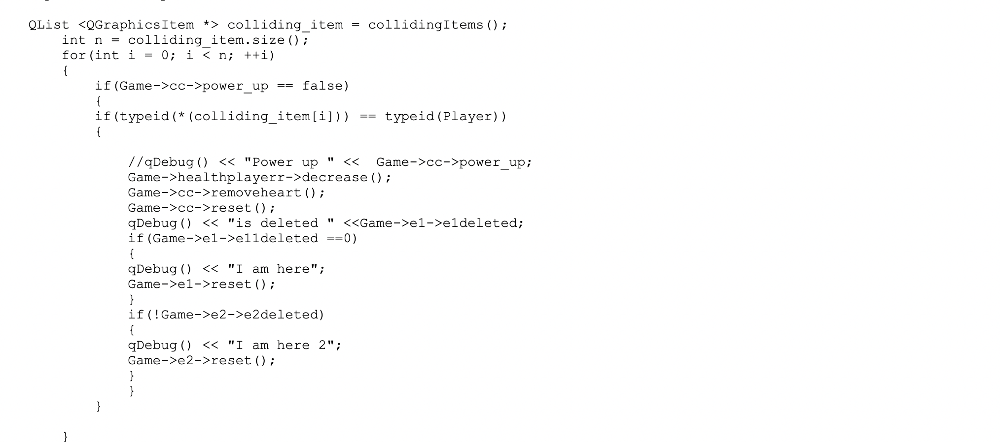 QList <QGraphicsItem *> colliding_item = collidingItems();
int n = colliding_item.size();
for(int i = 0; i < n; ++i)
{
if(Game->cc->power_up == false)
{
if(typeid(*(colliding_item[i])) == typeid(Player))
{
//qDebug() << "Power up " <<  Game->cc->power_up;
Game->healthplayerr->decrease();
Game->cc->removeheart();
Game->cc->reset();
qDebug() << "is deleted " <<Game->e1->e1deleted;
if(Game->e1->e11deleted ==0)
{
qDebug() << "I am here";
Game->e1->reset();
}
if(!Game->e2->e2deleted)
{
qDebug() << "I am here 2";
Game->e2->reset();
}
}
}
}